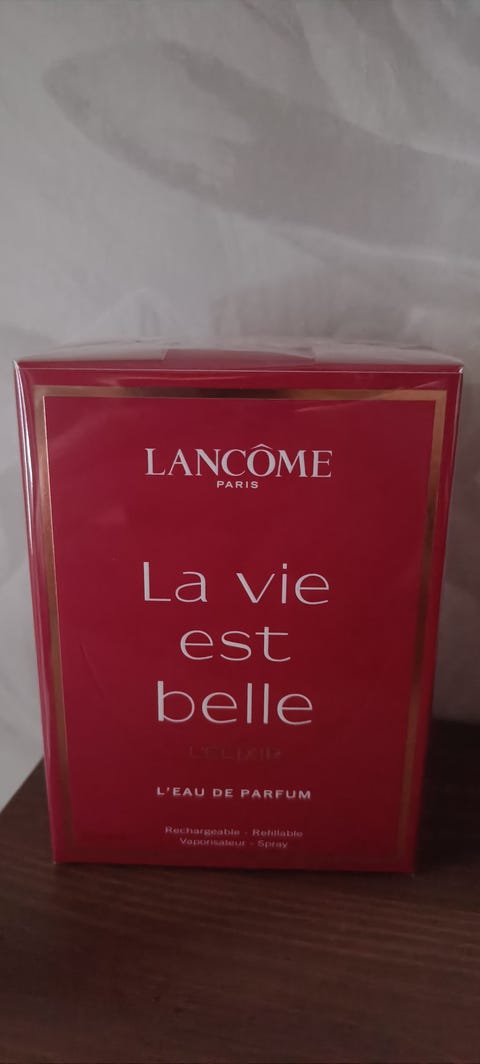 LANCÔME
PARIS
La vie
est
belle
L'ELIXIR
L'EAU DE PARFUM
Rechargeable - Refillable
Vaporisateur - Spray